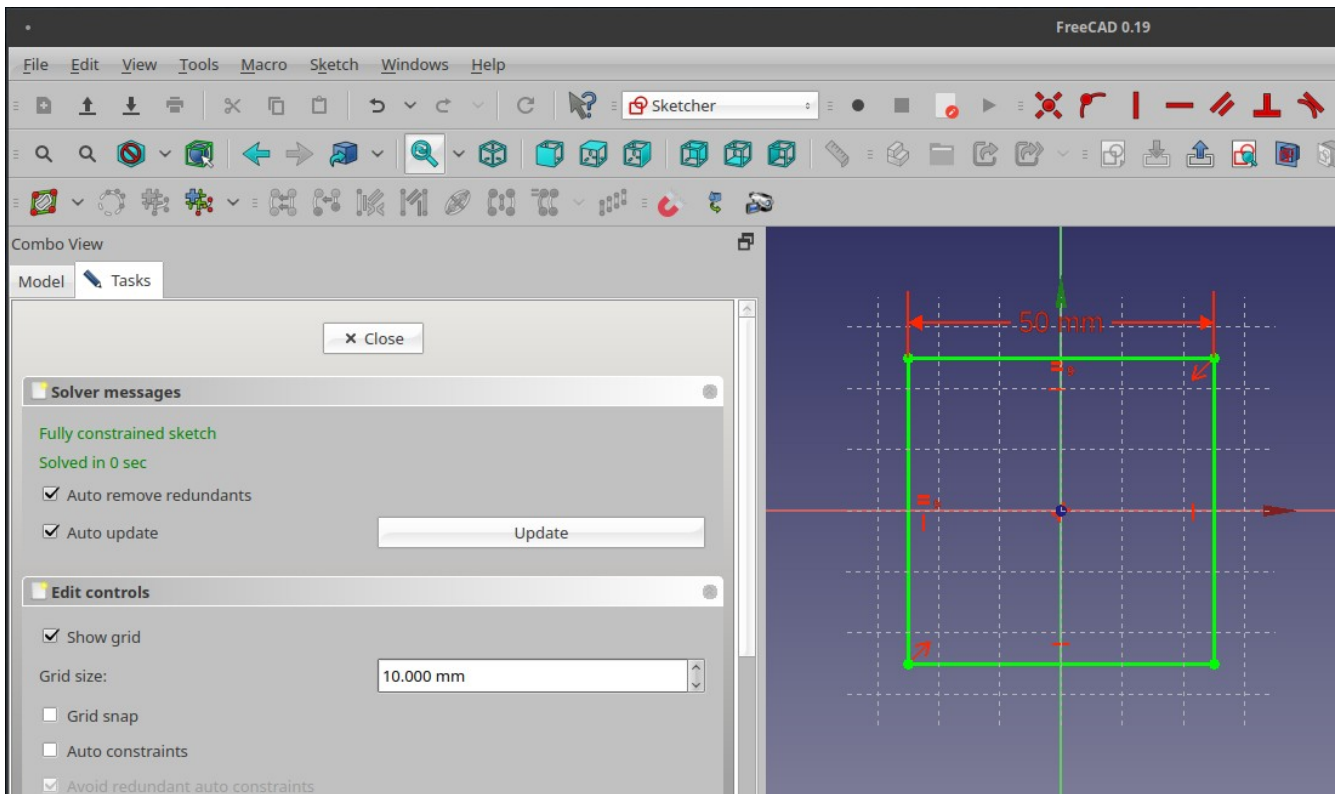 FreeCAD 0.19
File Edit View Tools Macro Sketch Windows Help
Sketcher
Combo View
Model Tasks
Close
Solver messages
Fully constrained sketch
Solved in 0 sec
Auto remove redundants
Auto update Update
Edit controls
Show grid
Grid size: 10.000 mm
Grid snap
Auto constraints
Avoid redundant auto constraints
50 mm